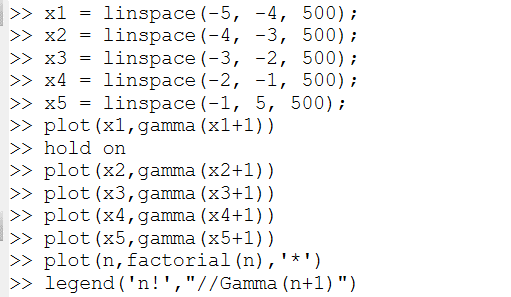 >> x1 = linspace(-5, -4, 500);
>> x2 = linspace(-4, -3, 500);
>> x3 = linspace(-3, -2, 500);
>> x4 = linspace(-2, -1, 500);
>> x5 = linspace(-1, 5, 500);
>> plot(x1,gamma(x1+1))
>> hold on
>> plot(x2,gamma(x2+1))
>> plot(x3,gamma(x3+1))
>> plot(x4,gamma(x4+1))
>> plot(x5,gamma(x5+1))
>> plot(n,factorial(n),'*')
>> legend('n!',"//Gamma(n+1)")